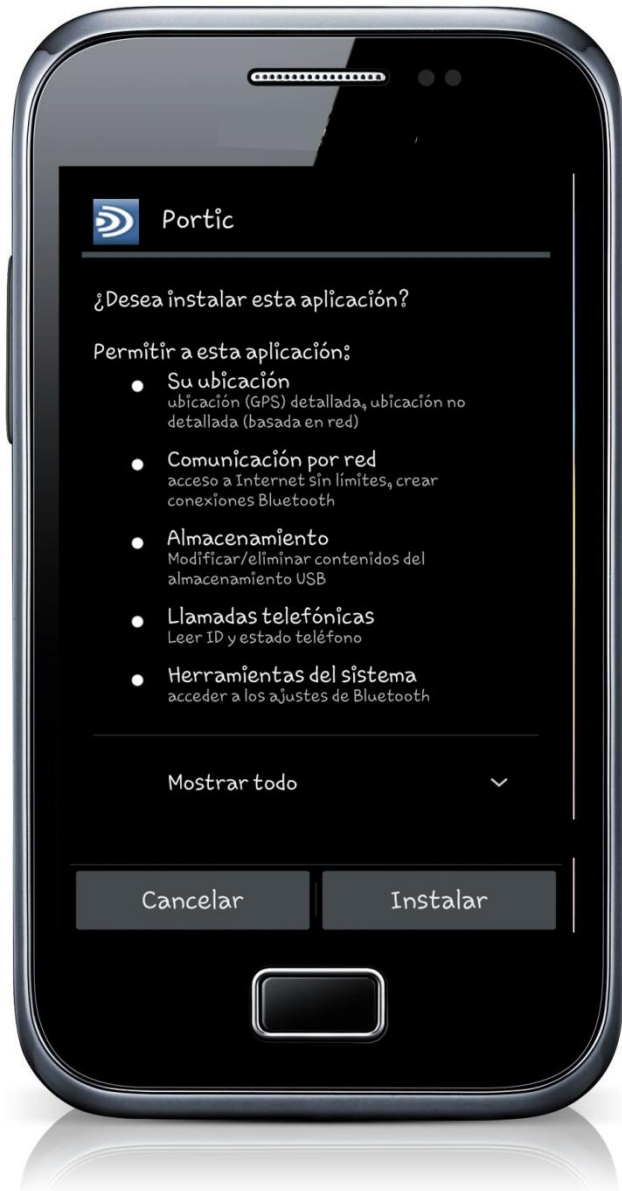 Portic
¿Desea instalar esta aplicación?
Permitir a esta aplicación:
Su ubicación
ubicación (GPS) detallada, ubicación no
detallada (basada en red)
Comunicación por red
acceso a Internet sin límites, crear
conexiones Bluetooth
Almacenamiento
Modificar/eliminar contenidos del
almacenamiento USB
Llamadas telefónicas
Leer ID y estado teléfono
Herramientas del sistema
acceder a los ajustes de Bluetooth
Mostrar todo
Cancelar
Instalar